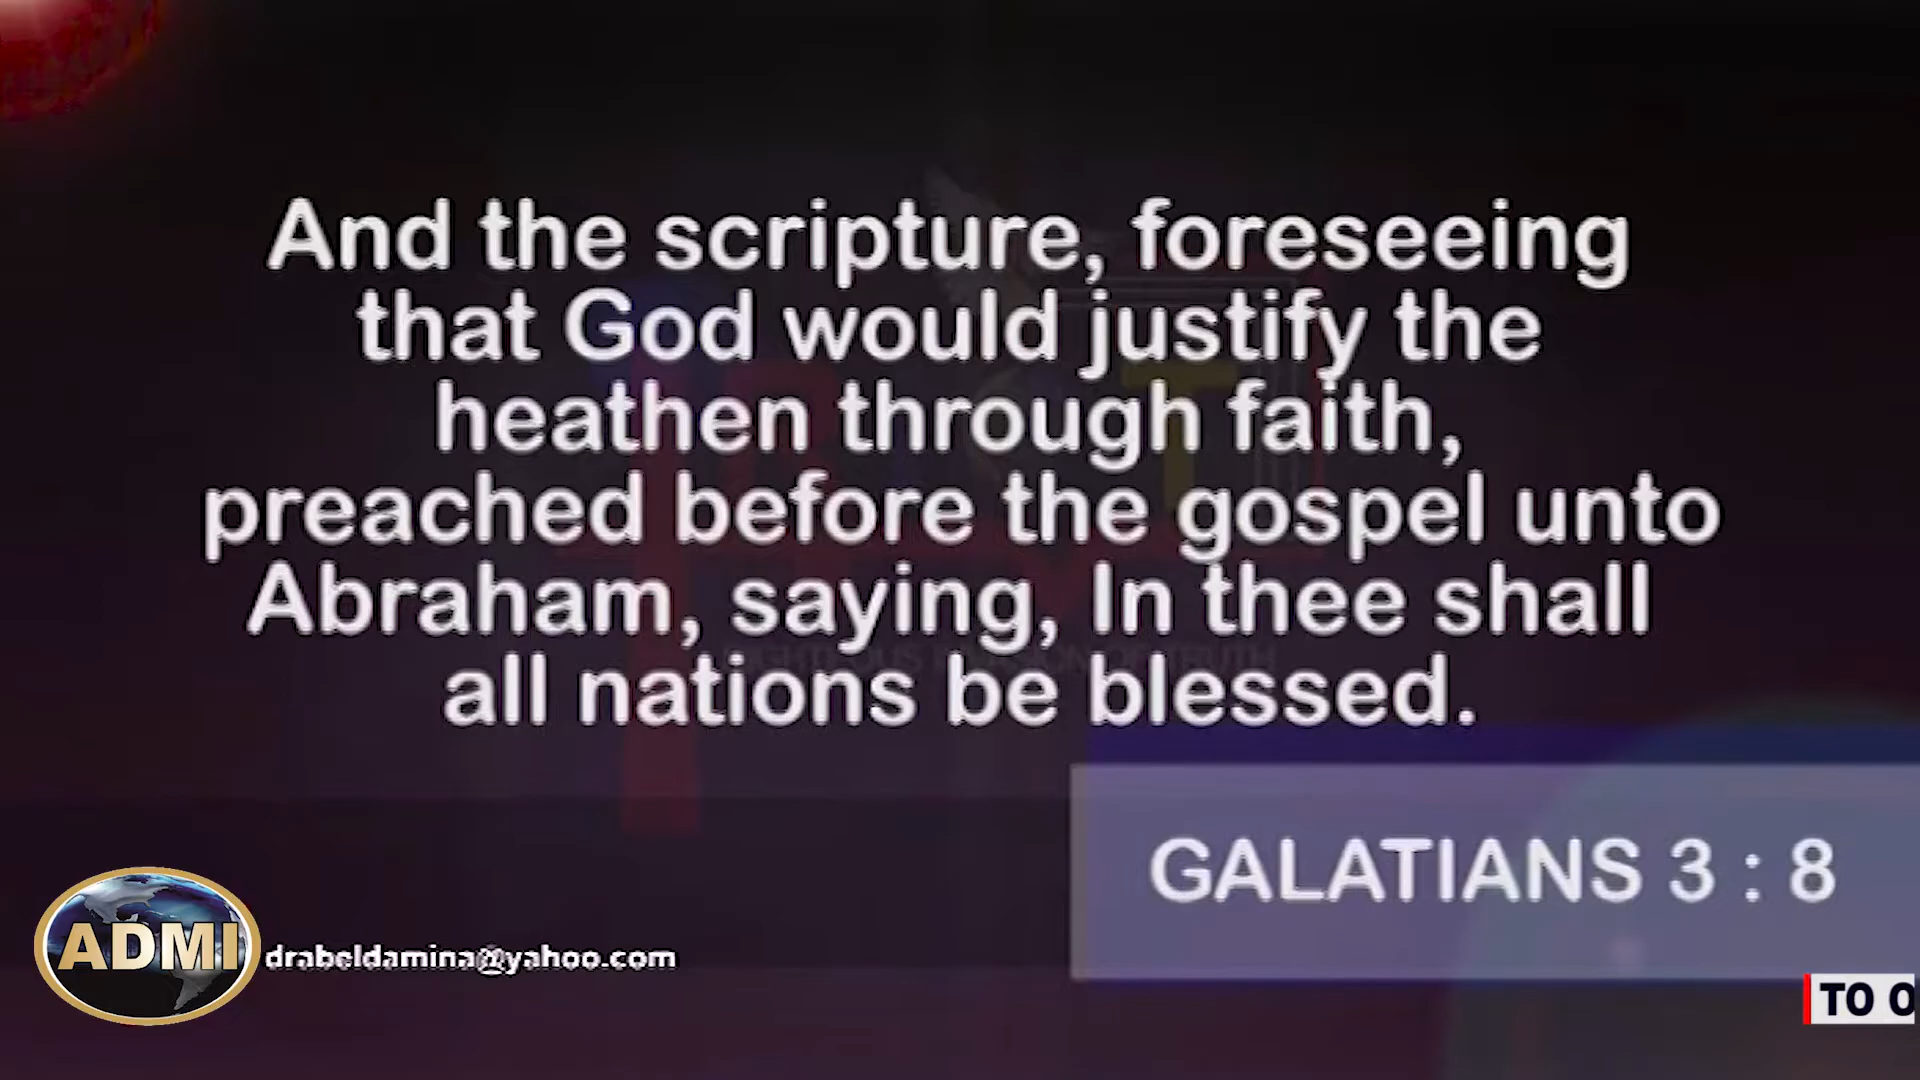 And the scripture, foreseeing
that God would justify the
heathen through faith,
preached before the gospel unto
Abraham, saying, In thee shall
all nations be blessed.
GALATIANS 3 : 8
ADMI
drabeldamina@yahoo.com
TO O